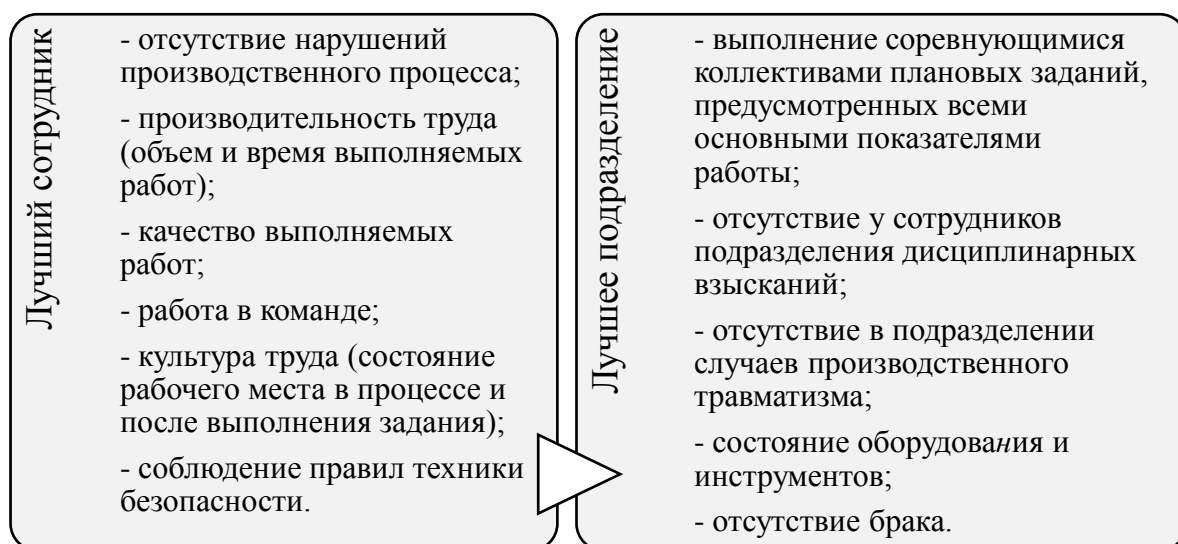 Лучший сотрудник
- отсутствие нарушений
производственного процесса;
- производительность труда
(объем и время выполняемых
работ);
- качество выполняемых
работ;
- работа в команде;
- культура труда (состояние
рабочего места в процессе и
после выполнения задания);
- соблюдение правил техники
безопасности.
Лучшее подразделение
- выполнение соревнующимися
коллективами плановых заданий,
предусмотренных всеми
основными показателями
работы;
- отсутствие у сотрудников
подразделения дисциплинарных
взысканий;
- отсутствие в подразделении
случаев производственного
травматизма;
- состояние оборудования и
инструментов;
- отсутствие брака.